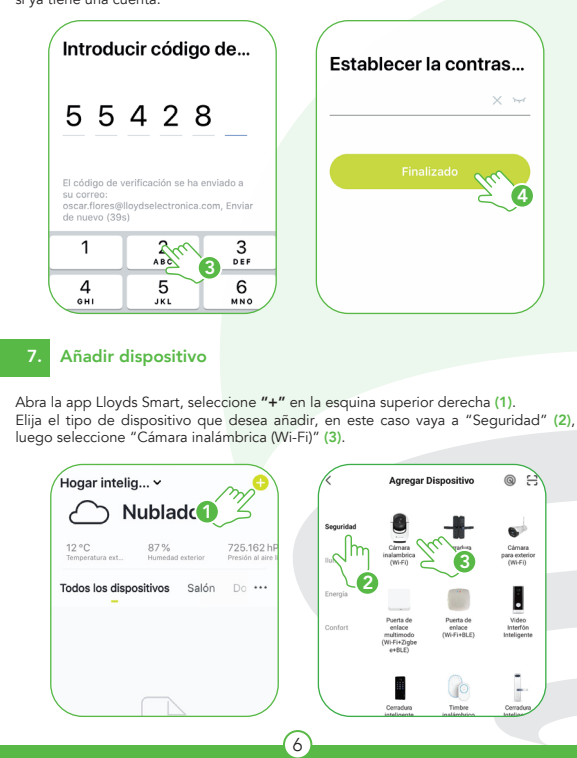 si ya tiene una cuenta.
Introducir código de...
5 5 4 2 8
El código de verificación se ha enviado a
su correo:
oscar.flores@lloydselectronica.com, Enviar
de nuevo (39s)
1
2
ABC
3
DEF
4
GHI
5
JKL
6
MNO
3
Establecer la contras...
Finalizado
4
7. Añadir dispositivo
Abra la app Lloyds Smart, seleccione "+" en la esquina superior derecha (1).
Elija el tipo de dispositivo que desea añadir, en este caso vaya a “Seguridad” (2),
luego seleccione “Cámara inalámbrica (Wi-Fi)” (3).
Hogar intelig...
1
Nublado
12 °C
Temperatura ext...
87 %
Humedad exterior
725.162 hP
Presión al aire li
Todos los dispositivos Salón Do ...
Agregar Dispositivo
Seguridad
2
Energía
Confort
Cámara
inalambrica
(Wi-Fi)
3
Cámara
para exterior
(Wi-Fi)
Puerta de
enlace
multimodo
(Wi-Fi+Zigbe
e+BLE)
Puerta de
enlace
(Wi-Fi+BLE)
Video
Interfón
Inteligente
Cerradura
inteligente
Timbre
inalámbrico
Cerradura
6